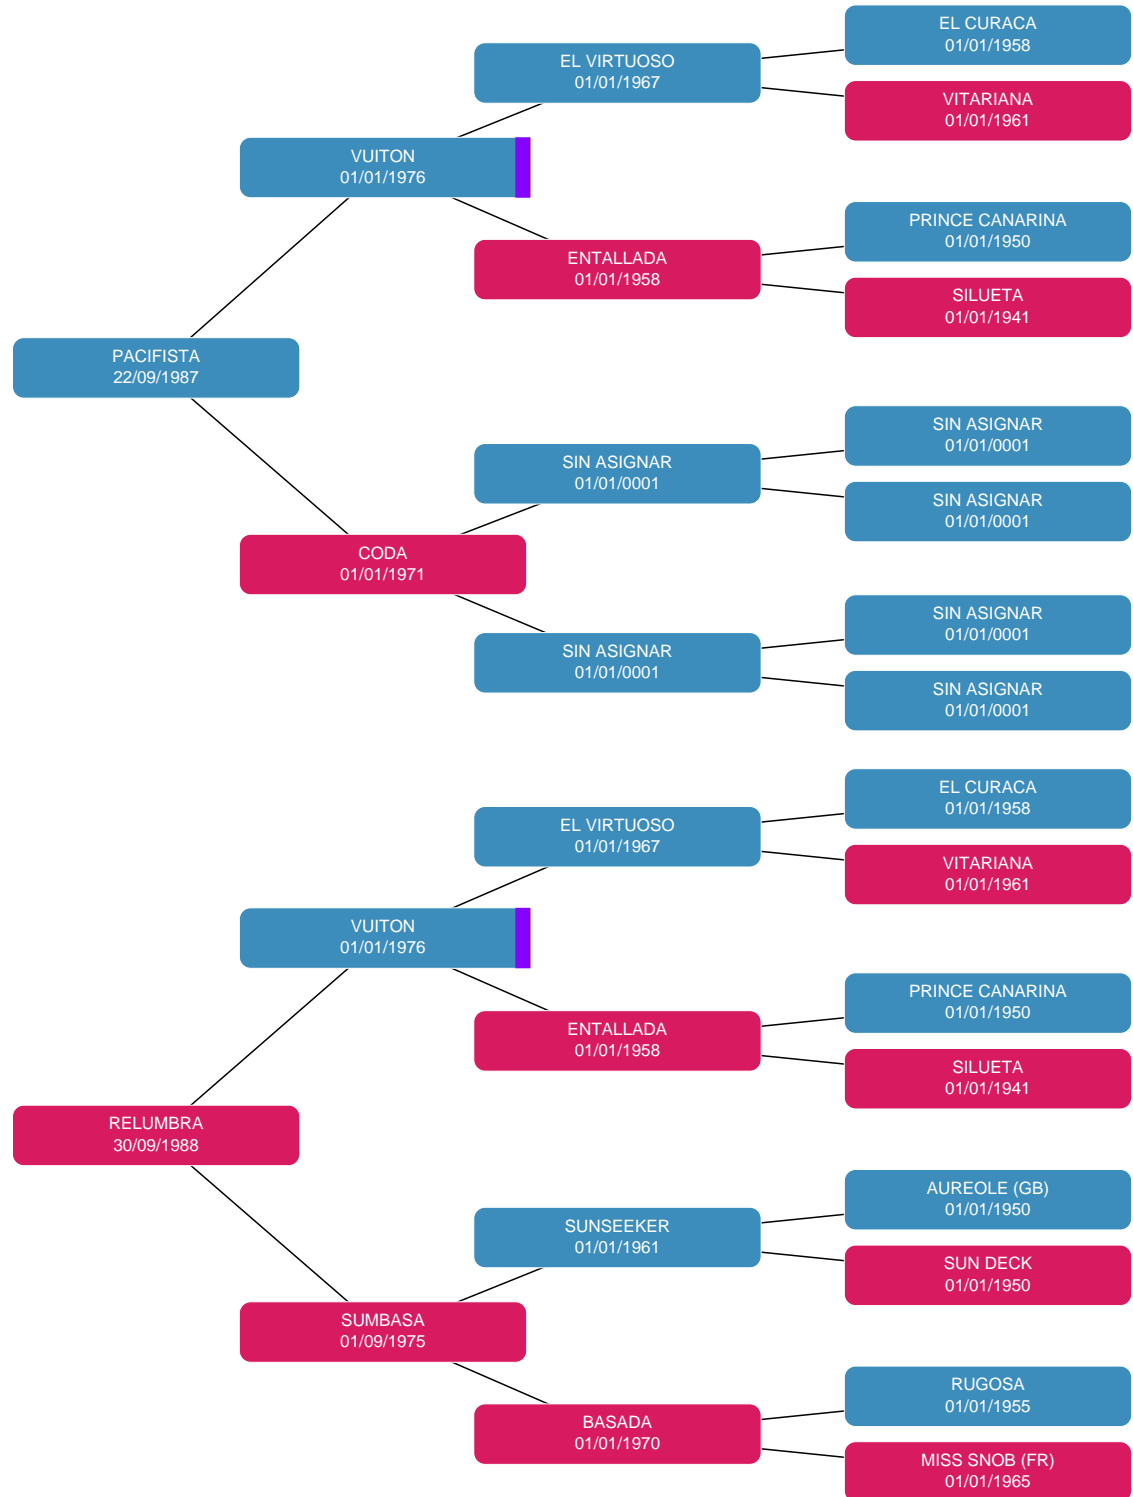 EL CURACA
01/01/1958
EL VIRTUOSO
01/01/1967
VITARIANA
01/01/1961
VUITON
01/01/1976
PRINCE CANARINA
01/01/1950
ENTALLADA
01/01/1958
SILUETA
01/01/1941
PACIFISTA
22/09/1987
SIN ASIGNAR
01/01/0001
SIN ASIGNAR
01/01/0001
SIN ASIGNAR
01/01/0001
CODA
01/01/1971
SIN ASIGNAR
01/01/0001
SIN ASIGNAR
01/01/0001
SIN ASIGNAR
01/01/0001
EL CURACA
01/01/1958
EL VIRTUOSO
01/01/1967
VITARIANA
01/01/1961
VUITON
01/01/1976
PRINCE CANARINA
01/01/1950
ENTALLADA
01/01/1958
SILUETA
01/01/1941
RELUMBRA
30/09/1988
AUREOLE (GB)
01/01/1950
SUNSEEKER
01/01/1961
SUN DECK
01/01/1950
SUMBASA
01/09/1975
RUGOSA
01/01/1955
BASADA
01/01/1970
MISS SNOB (FR)
01/01/1965